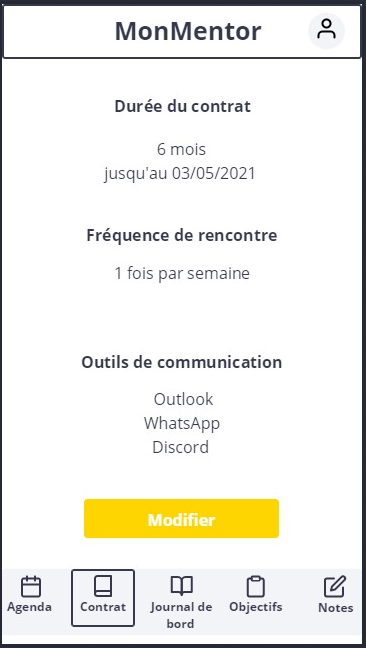 MonMentor
Durée du contrat
6 mois
jusqu'au 03/05/2021
Fréquence de rencontre
1 fois par semaine
Outils de communication
Outlook
WhatsApp
Discord
Modifier
Agenda
Contrat
Journal de
bord
Objectifs
Notes